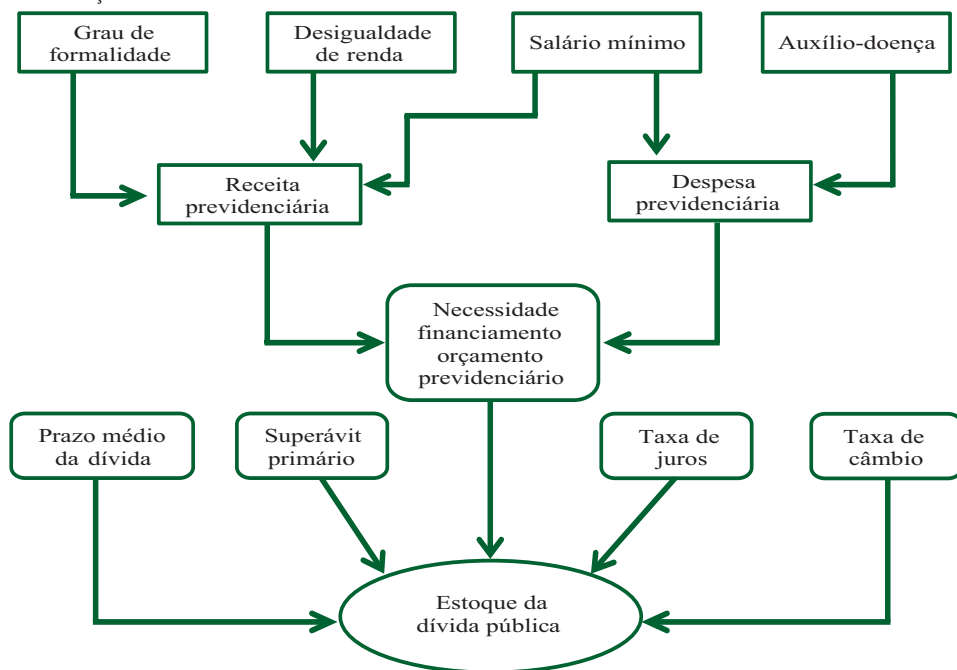 Grau de
formalidade
Desigualdade
de renda
Salário mínimo
Auxílio-doença
Receita
previdenciária
Despesa
previdenciária
Necessidade
financiamento
orçamento
previdenciário
Prazo médio
da dívida
Superávit
primário
Taxa de
juros
Taxa de
câmbio
Estoque da
dívida pública